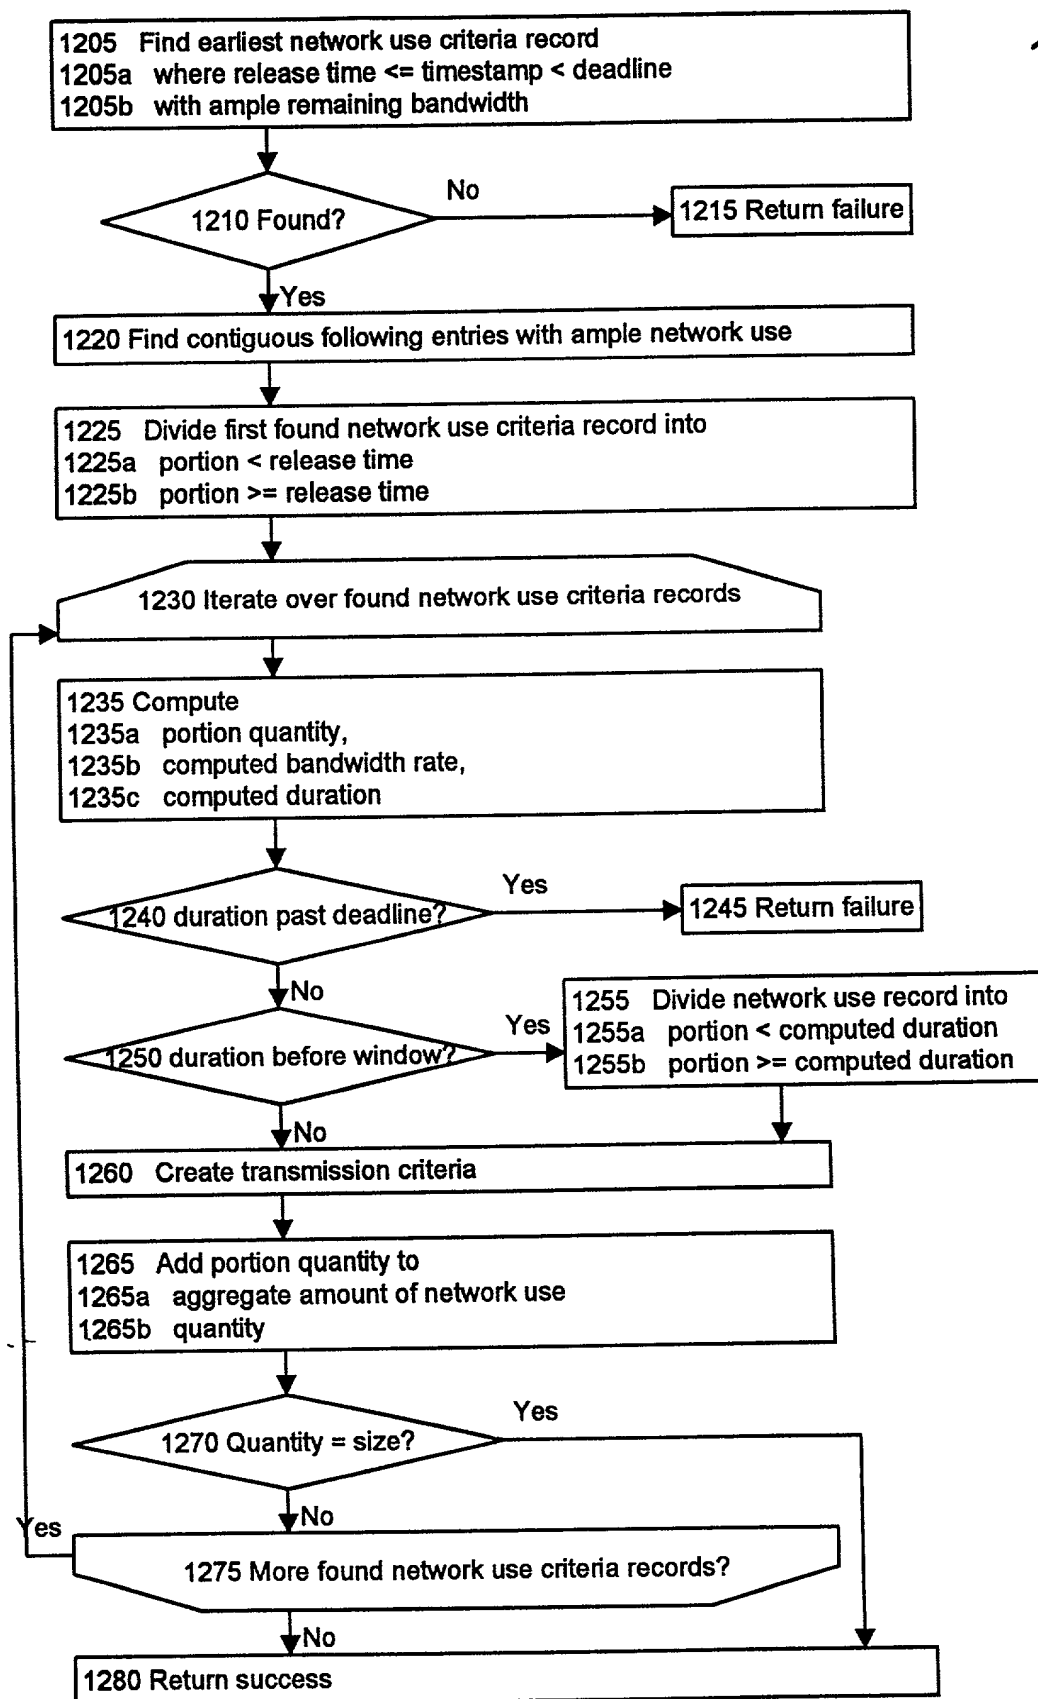 1205 Find earliest network use criteria record
1205a where release time <= timestamp < deadline
1205b with ample remaining bandwidth
No
1210 Found?
1215 Return failure
Yes
1220 Find contiguous following entries with ample network use
1225 Divide first found network use criteria record into
1225a portion < release time
1225b portion >= release time
1230 Iterate over found network use criteria records
1235 Compute
1235a portion quantity,
1235b computed bandwidth rate,
1235c computed duration
Yes
1240 duration past deadline?
1245 Return failure
No
1250 duration before window?
Yes
1255 Divide network use record into
1255a portion < computed duration
1255b portion >= computed duration
No
1260 Create transmission criteria
1265 Add portion quantity to
1265a aggregate amount of network use
1265b quantity
Yes
1270 Quantity = size?
No
Yes
1275 More found network use criteria records?
No
1280 Return success